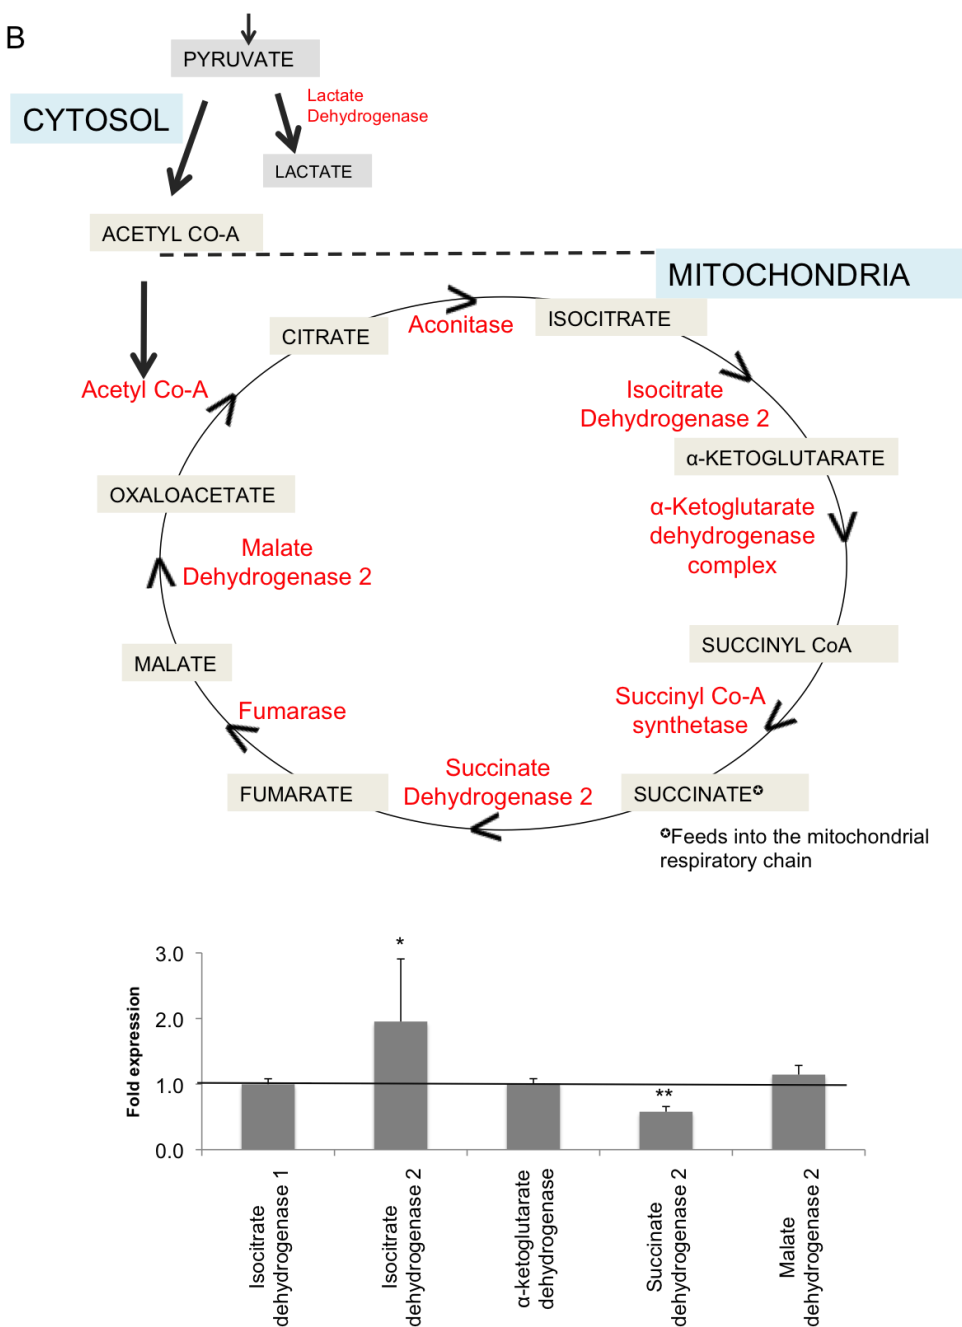 B
PYRUVATE
Lactate
Dehydrogenase
CYTOSOL
LACTATE
ACETYL CO-A
MITOCHONDRIA
CITRATE
Aconitase
ISOCITRATE
Acetyl Co-A
Isocitrate
Dehydrogenase 2
α-KETOGLUTARATE
OXALOACETATE
α-Ketoglutarate
dehydrogenase
complex
Malate
Dehydrogenase 2
SUCCINYL CoA
MALATE
Succinyl Co-A
synthetase
Fumarase
Succinate
Dehydrogenase 2
FUMARATE
SUCCINATE✪
✪Feeds into the mitochondrial
respiratory chain
Fold expression
3.0
2.0
1.0
0.0
*
**
Isocitrate
dehydrogenase 1
Isocitrate
dehydrogenase 2
α-ketoglutarate
dehydrogenase
Succinate
dehydrogenase 2
Malate
dehydrogenase 2